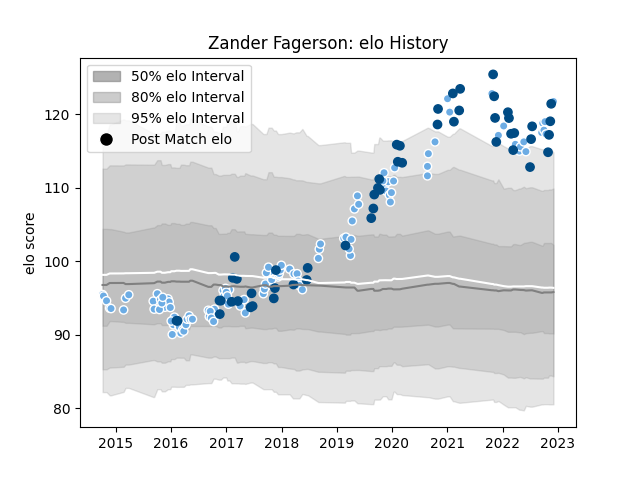 Zander Fagerson: elo History
50% elo Interval
80% elo Interval
95% elo Interval
Post Match elo
elo score
120
110
100
90
80
2015 2016 2017 2018 2019 2020 2021 2022 2023